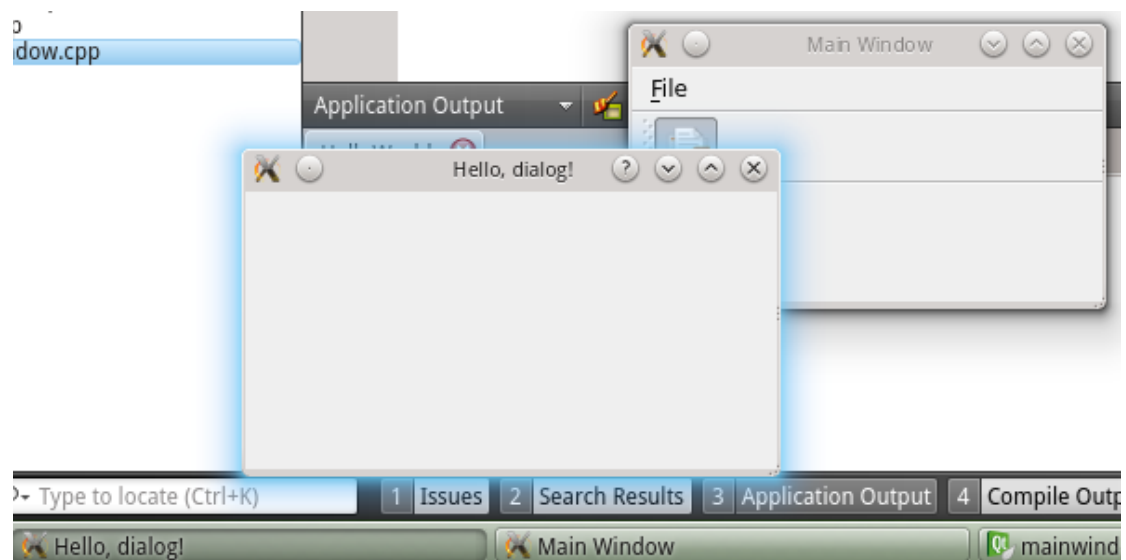 dow.cpp
Main Window
File
Application Output
Hello, dialog!
Type to locate (Ctrl+K)
1 Issues 2 Search Results 3 Application Output 4 Compile Outp
Hello, dialog!
Main Window
mainwind